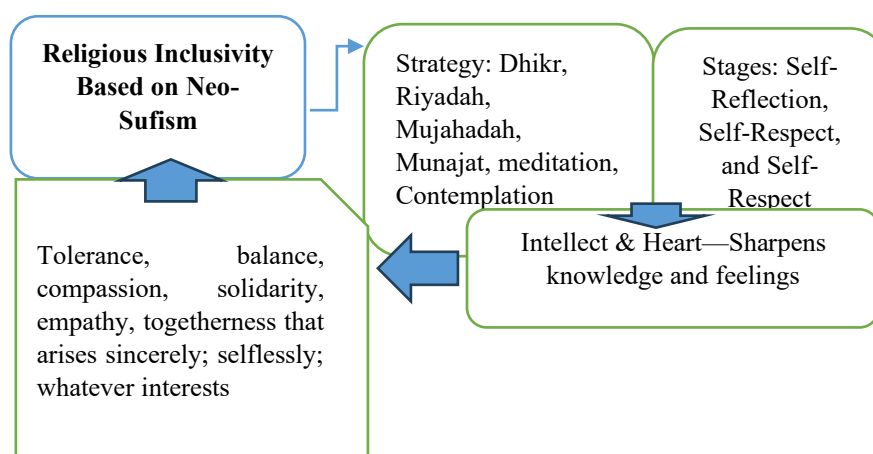 Religious Inclusivity
Based on Neo-
Sufism
Strategy: Dhikr,
Riyadah,
Mujahadah,
Munajat, meditation,
Contemplation
Stages: Self-
Reflection,
Self-Respect,
and Self-
Respect
Intellect & Heart—Sharpens
knowledge and feelings
Tolerance, balance,
compassion, solidarity,
empathy, togetherness that
arises sincerely; selflessly;
whatever interests